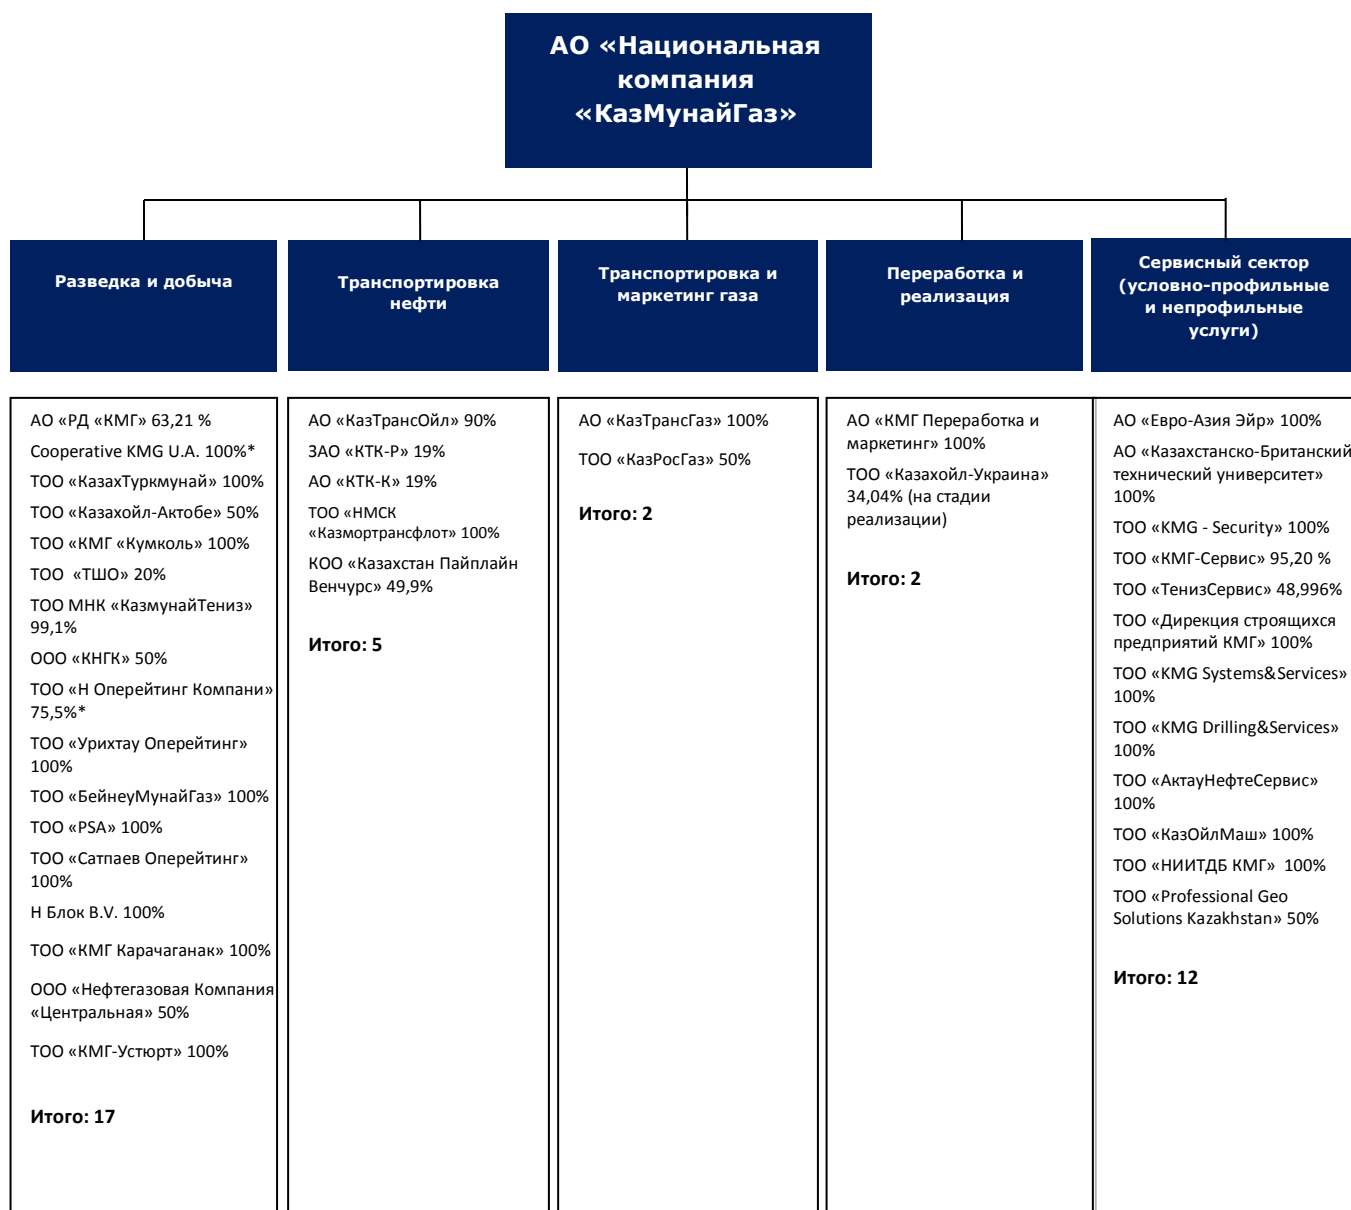 АО «Национальная
компания
«КазМунайГаз»
Разведка и добыча
Транспортировка
нефти
Транспортировка и
маркетинг газа
Переработка и
реализация
Сервисный сектор
(условно-профильные
и непрофильные
услуги)
АО «РД «КМГ» 63,21 %
Cooperative KMG U.A. 100%*
ТОО «КазахТуркмунай» 100%
ТОО «Казахойл-Актобе» 50%
ТОО «КМГ «Кумколь» 100%
ТОО «ТШО» 20%
ТОО МНК «КазмунайТениз»
99,1%
ООО «КНГК» 50%
ТОО «Н Оперейтинг Компани»
75,5%*
ТОО «Урихтау Оперейтинг»
100%
ТОО «БейнеуМунайГаз» 100%
ТОО «PSA» 100%
ТОО «Сатпаев Оперейтинг»
100%
Н Блок B.V. 100%
ТОО «КМГ Карачаганак» 100%
ООО «Нефтегазовая Компания
«Центральная» 50%
ТОО «КМГ-Устюрт» 100%
Итого: 17
АО «КазТрансОйл» 90%
ЗАО «КТК-Р» 19%
АО «КТК-К» 19%
ТОО «НМСК
«Казмортрансфлот» 100%
КОО «Казахстан Пайплайн
Венчурс» 49,9%
Итого: 5
АО «КазТрансГаз» 100%
ТОО «КазРосГаз» 50%
Итого: 2
АО «КМГ Переработка и
маркетинг» 100%
ТОО «Казахойл-Украина»
34,04% (на стадии
реализации)
Итого: 2
АО «Евро-Азия Эйр» 100%
АО «Казахстанско-Британский
технический университет»
100%
ТОО «KMG - Security» 100%
ТОО «КМГ-Сервис» 95,20 %
ТОО «ТенизСервис» 48,996%
ТОО «Дирекция строящихся
предприятий КМГ» 100%
ТОО «KMG Systems&Services»
100%
ТОО «KMG Drilling&Services»
100%
ТОО «АктауНефтеСервис»
100%
ТОО «КазОйлМаш» 100%
ТОО «НИИТДБ КМГ» 100%
ТОО «Professional Geo
Solutions Kazakhstan» 50%
Итого: 12